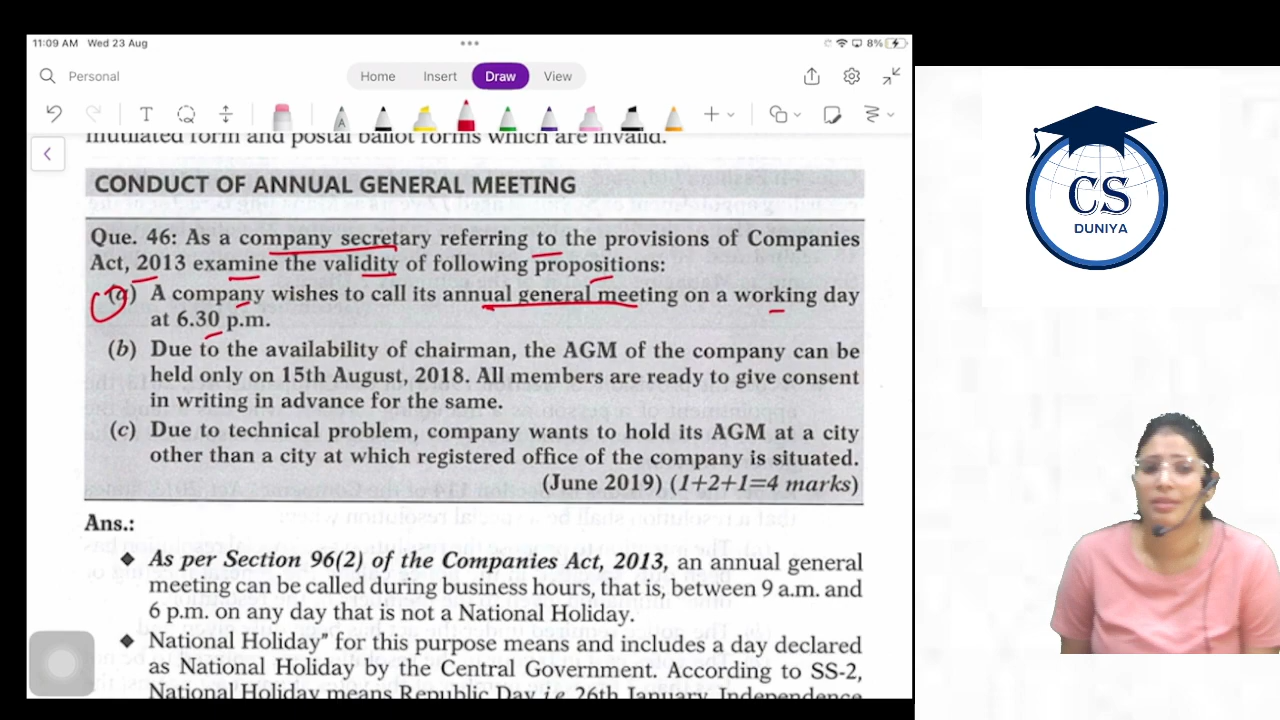 11:09 AM Wed 23 Aug
8%
Personal
Home Insert Draw View
mutilated form and postal ballot forms which are invalid.
CONDUCT OF ANNUAL GENERAL MEETING
Que. 46: As a company secretary referring to the provisions of Companies
Act, 2013 examine the validity of following propositions:
(a) A company wishes to call its annual general meeting on a working day
at 6.30 p.m.
(b) Due to the availability of chairman, the AGM of the company can be
held only on 15th August, 2018. All members are ready to give consent
in writing in advance for the same.
(c) Due to technical problem, company wants to hold its AGM at a city
other than a city at which registered office of the company is situated.
(June 2019) (1+2+1=4 marks)
Ans.:
❖ As per Section 96(2) of the Companies Act, 2013, an annual general
meeting can be called during business hours, that is, between 9 a.m. and
6 p.m. on any day that is not a National Holiday.
❖ National Holiday" for this purpose means and includes a day declared
as National Holiday by the Central Government. According to SS-2,
National Holiday means Republic Day i.e. 26th January, Independence
CS
DUNIYA